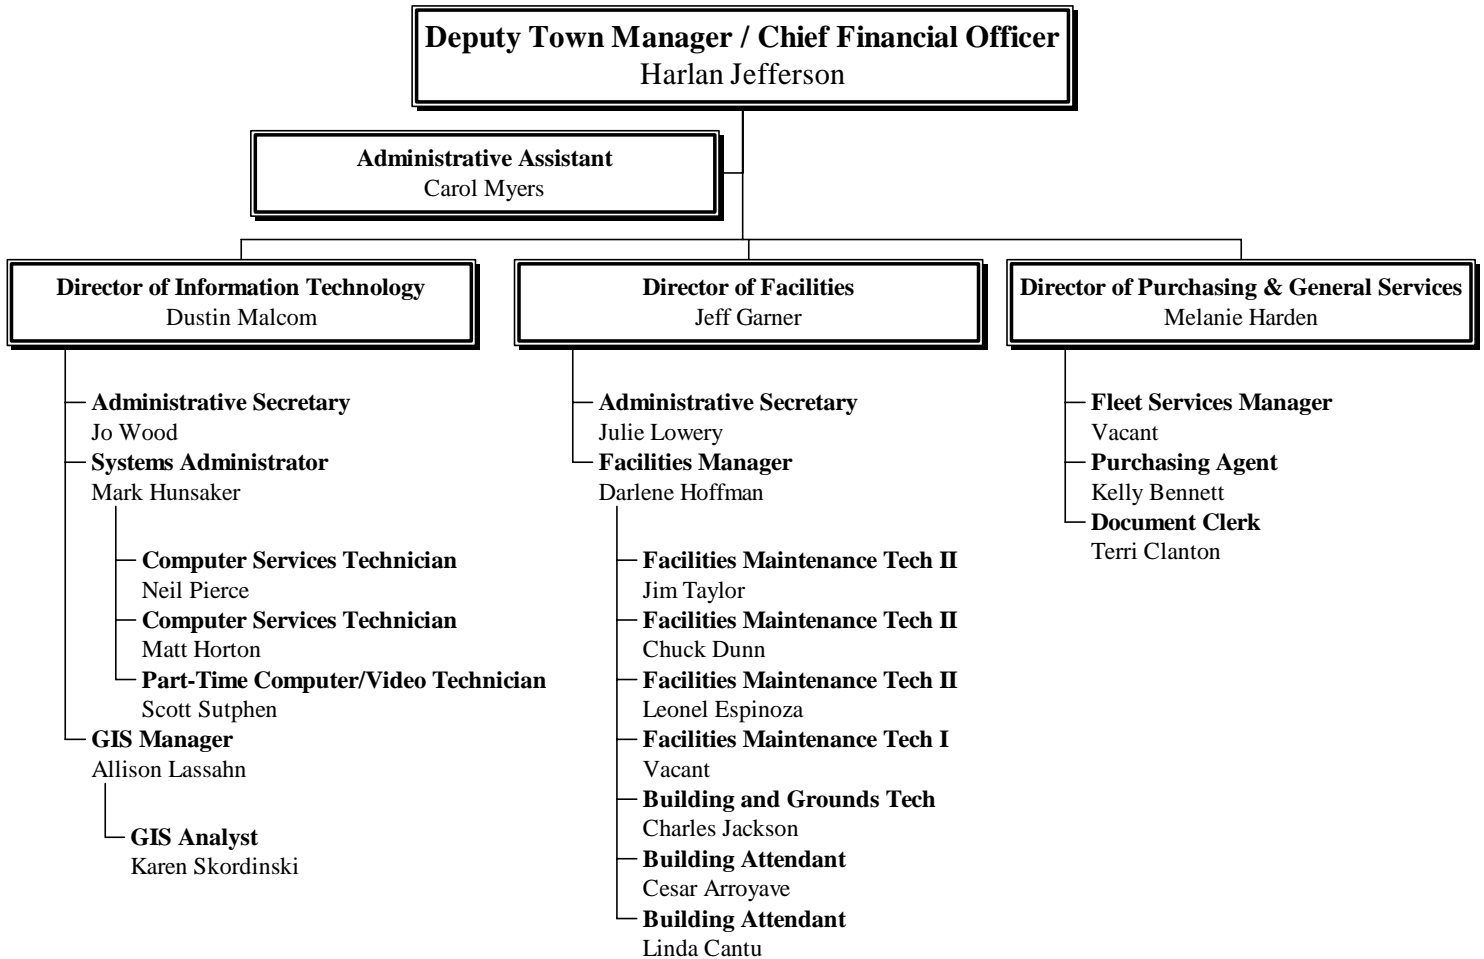 Deputy Town Manager / Chief Financial Officer
Harlan Jefferson
Administrative Assistant
Carol Myers
Director of Information Technology
Dustin Malcom
Administrative Secretary
Jo Wood
Systems Administrator
Mark Hunsaker
Computer Services Technician
Neil Pierce
Computer Services Technician
Matt Horton
Part-Time Computer/Video Technician
Scott Sutphen
GIS Manager
Allison Lassahn
GIS Analyst
Karen Skordinski
Director of Facilities
Jeff Garner
Administrative Secretary
Julie Lowery
Facilities Manager
Darlene Hoffman
Facilities Maintenance Tech II
Jim Taylor
Facilities Maintenance Tech II
Chuck Dunn
Facilities Maintenance Tech II
Leonel Espinoza
Facilities Maintenance Tech I
Vacant
Building and Grounds Tech
Charles Jackson
Building Attendant
Cesar Arroyave
Building Attendant
Linda Cantu
Director of Purchasing & General Services
Melanie Harden
Fleet Services Manager
Vacant
Purchasing Agent
Kelly Bennett
Document Clerk
Terri Clanton